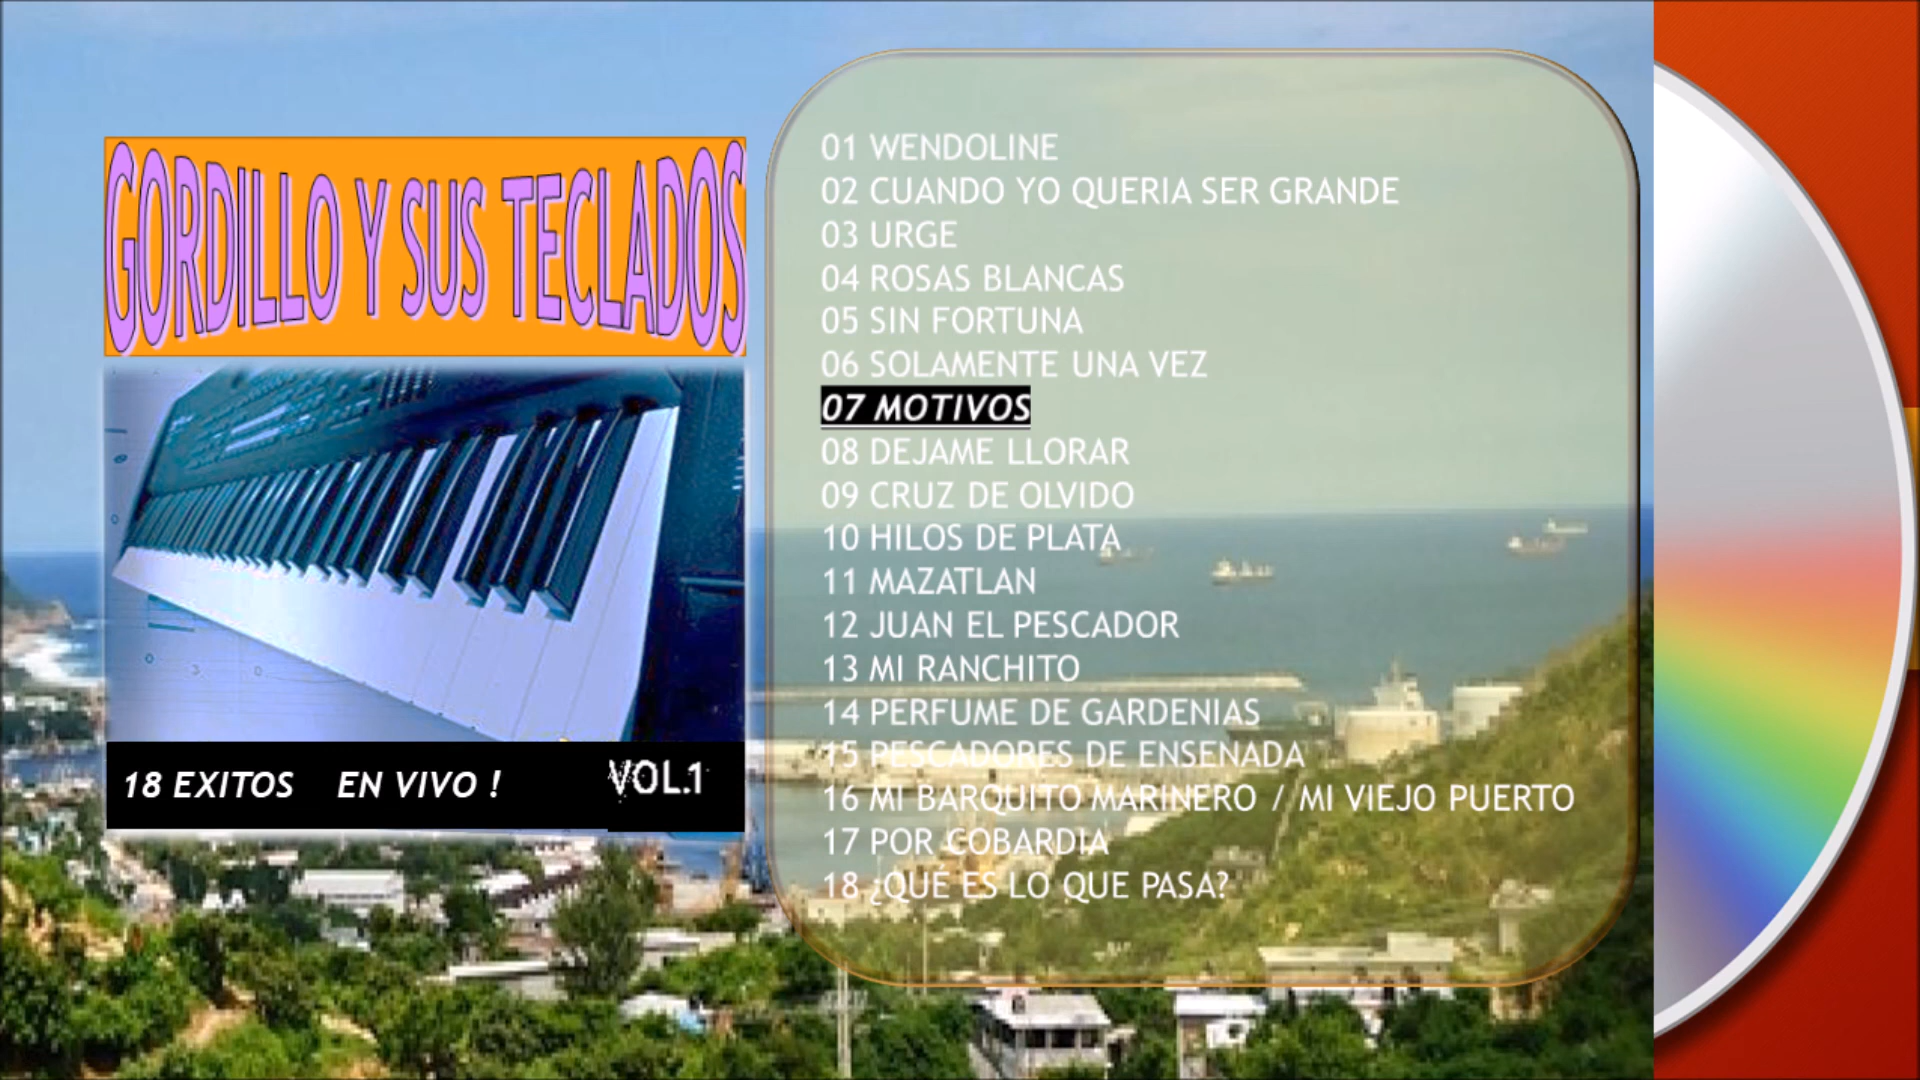 GORDILLO Y SUS TECLADOS
18 EXITOS EN VIVO !
VOL.1
01 WENDOLINE
02 CUANDO YO QUERIA SER GRANDE
03 URGE
04 ROSAS BLANCAS
05 SIN FORTUNA
06 SOLAMENTE UNA VEZ
07 MOTIVOS
08 DEJAME LLORAR
09 CRUZ DE OLVIDO
10 HILOS DE PLATA
11 MAZATLAN
12 JUAN EL PESCADOR
13 MI RANCHITO
14 PERFUME DE GARDENIAS
15 PESCADORES DE ENSENADA
16 MI BARQUITO MARINERO / MI VIEJO PUERTO
17 POR COBARDIA
18 ¿QUÉ ES LO QUE PASA?